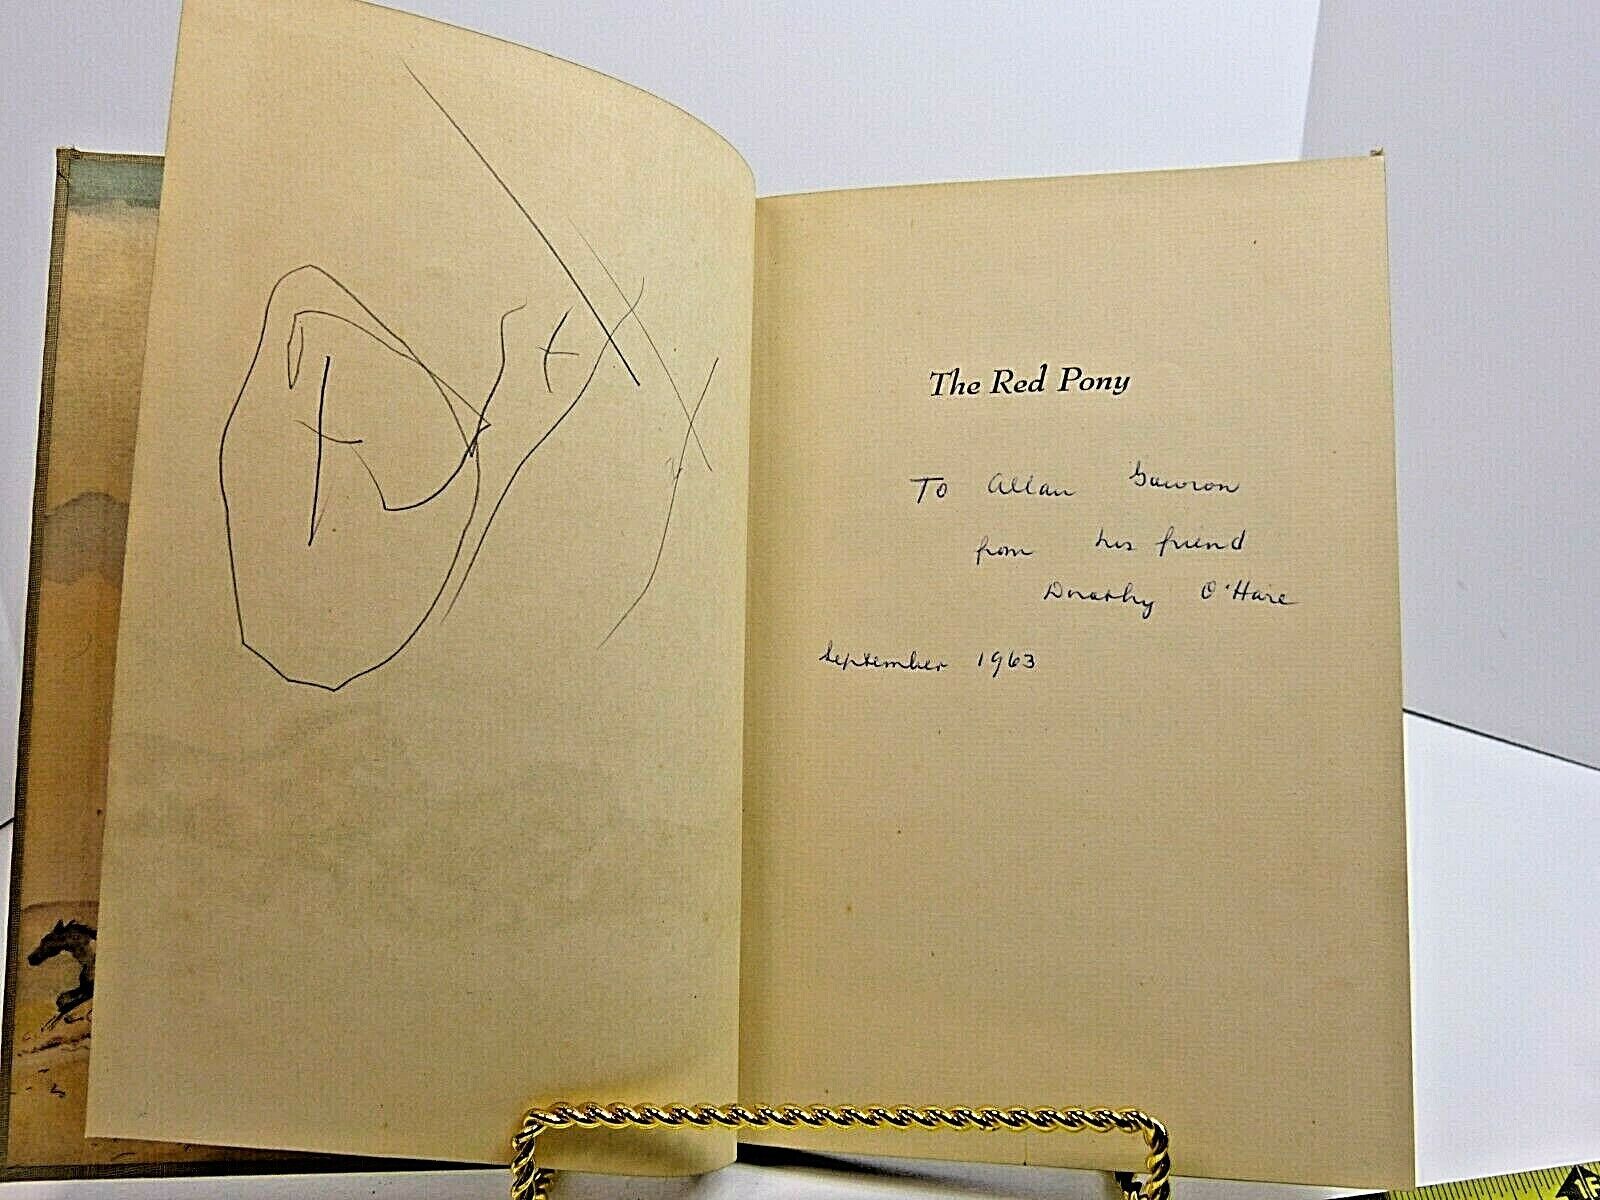 The Red Pony
To Allan Gawron
from his friend
Dorothy O'Hare
September 1963